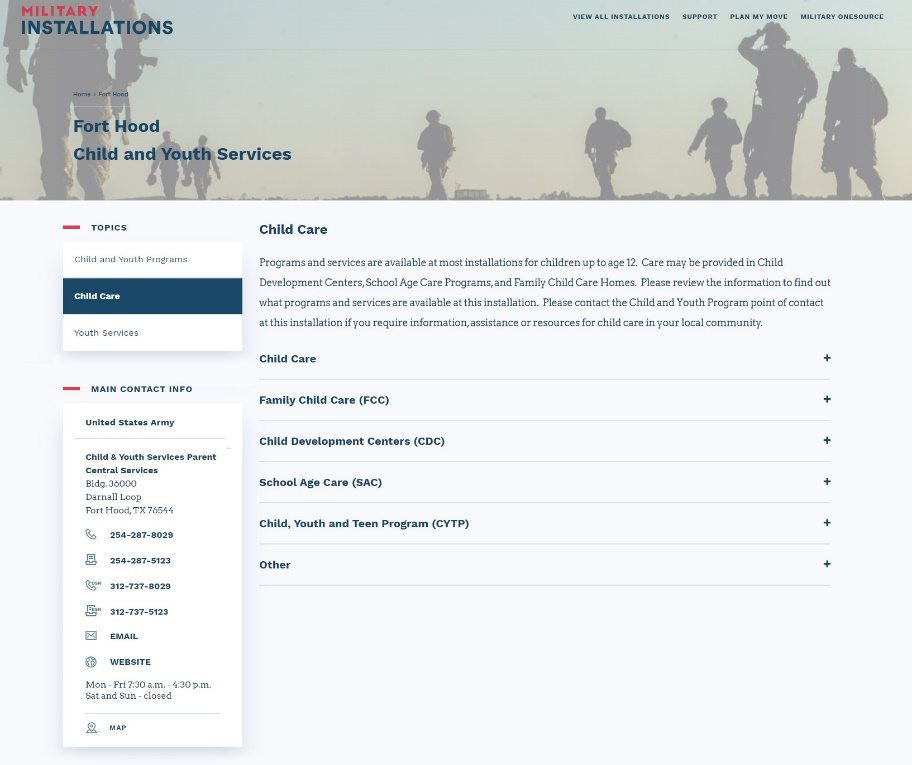 MILITARY
INSTALLATIONS
VIEW ALL INSTALLATIONS SUPPORT PLAN MY MOVE MILITARY ONESOURCE
Home › Fort Hood
Fort Hood
Child and Youth Services
TOPICS
Child and Youth Programs
Child Care
Youth Services
MAIN CONTACT INFO
United States Army
Child & Youth Services Parent
Central Services
Bldg. 36000
Darnall Loop
Fort Hood, TX 76544
254-287-8029
254-287-5123
DSN 312-737-8029
DSN 312-737-5123
EMAIL
WEBSITE
Mon - Fri 7:30 a.m. - 4:30 p.m.
Sat and Sun - closed
MAP
Child Care
Programs and services are available at most installations for children up to age 12. Care may be provided in Child
Development Centers, School Age Care Programs, and Family Child Care Homes. Please review the information to find out
what programs and services are available at this installation. Please contact the Child and Youth Program point of contact
at this installation if you require information, assistance or resources for child care in your local community.
Child Care +
Family Child Care (FCC) +
Child Development Centers (CDC) +
School Age Care (SAC) +
Child, Youth and Teen Program (CYTP) +
Other +